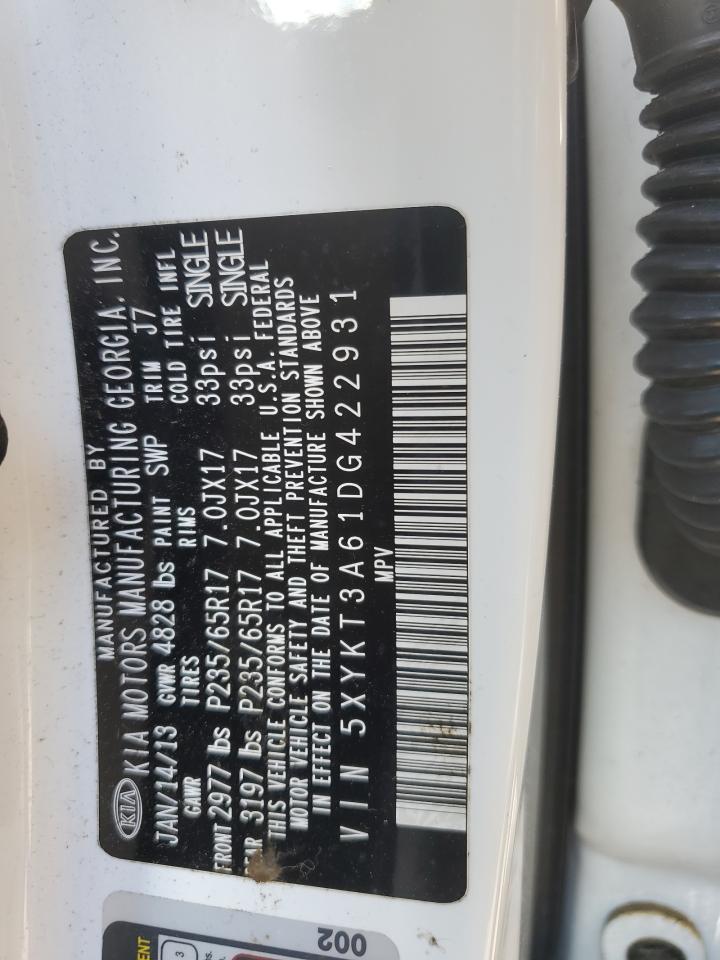 MANUFACTURED BY
KIA KIA MOTORS MANUFACTURING GEORGIA, INC.
JAN/14/13 GVWR 4828 lbs PAINT SWP TRIM J7
GAWR TIRES RIMS COLD TIRE INFL
FRONT 2977 lbs P235/65R17 7.0JX17 33psi SINGLE
REAR 3197 lbs P235/65R17 7.0JX17 33psi SINGLE
THIS VEHICLE CONFORMS TO ALL APPLICABLE U.S.A. FEDERAL
MOTOR VEHICLE SAFETY AND THEFT PREVENTION STANDARDS
IN EFFECT ON THE DATE OF MANUFACTURE SHOWN ABOVE
VIN 5XYKT3A61DG422931
MPV
002
3